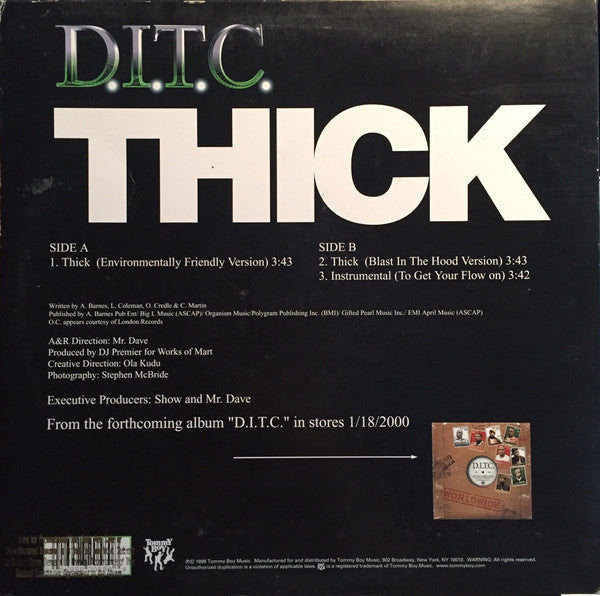 D.I.T.C.
THICK
SIDE A
1. Thick (Environmentally Friendly Version) 3:43
SIDE B
2. Thick (Blast In The Hood Version) 3:43
3. Instrumental (To Get Your Flow on) 3:42
Written by A. Barnes, L. Coleman, O. Credle & C. Martin
Published by A. Barnes Pub Ent/ Big L Music (ASCAP)/ Organism Music/Polygram Publishing Inc. (BMI)/ Gifted Pearl Music Inc./ EMI April Music (ASCAP)
O.C. appears courtesy of London Records
A&R Direction: Mr. Dave
Produced by DJ Premier for Works of Mart
Creative Direction: Ola Kudu
Photography: Stephen McBride
Executive Producers: Show and Mr. Dave
From the forthcoming album "D.I.T.C." in stores 1/18/2000
D.I.T.C.
WORLDWIDE
Tommy
Boy
℗© 1999 Tommy Boy Music. Manufactured for and distributed by Tommy Boy Music, 902 Broadway, New York, NY 10010. WARNING: All rights reserved.
Unauthorized duplication is a violation of applicable laws. is a registered trademark of Tommy Boy Music. www.tommyboy.com